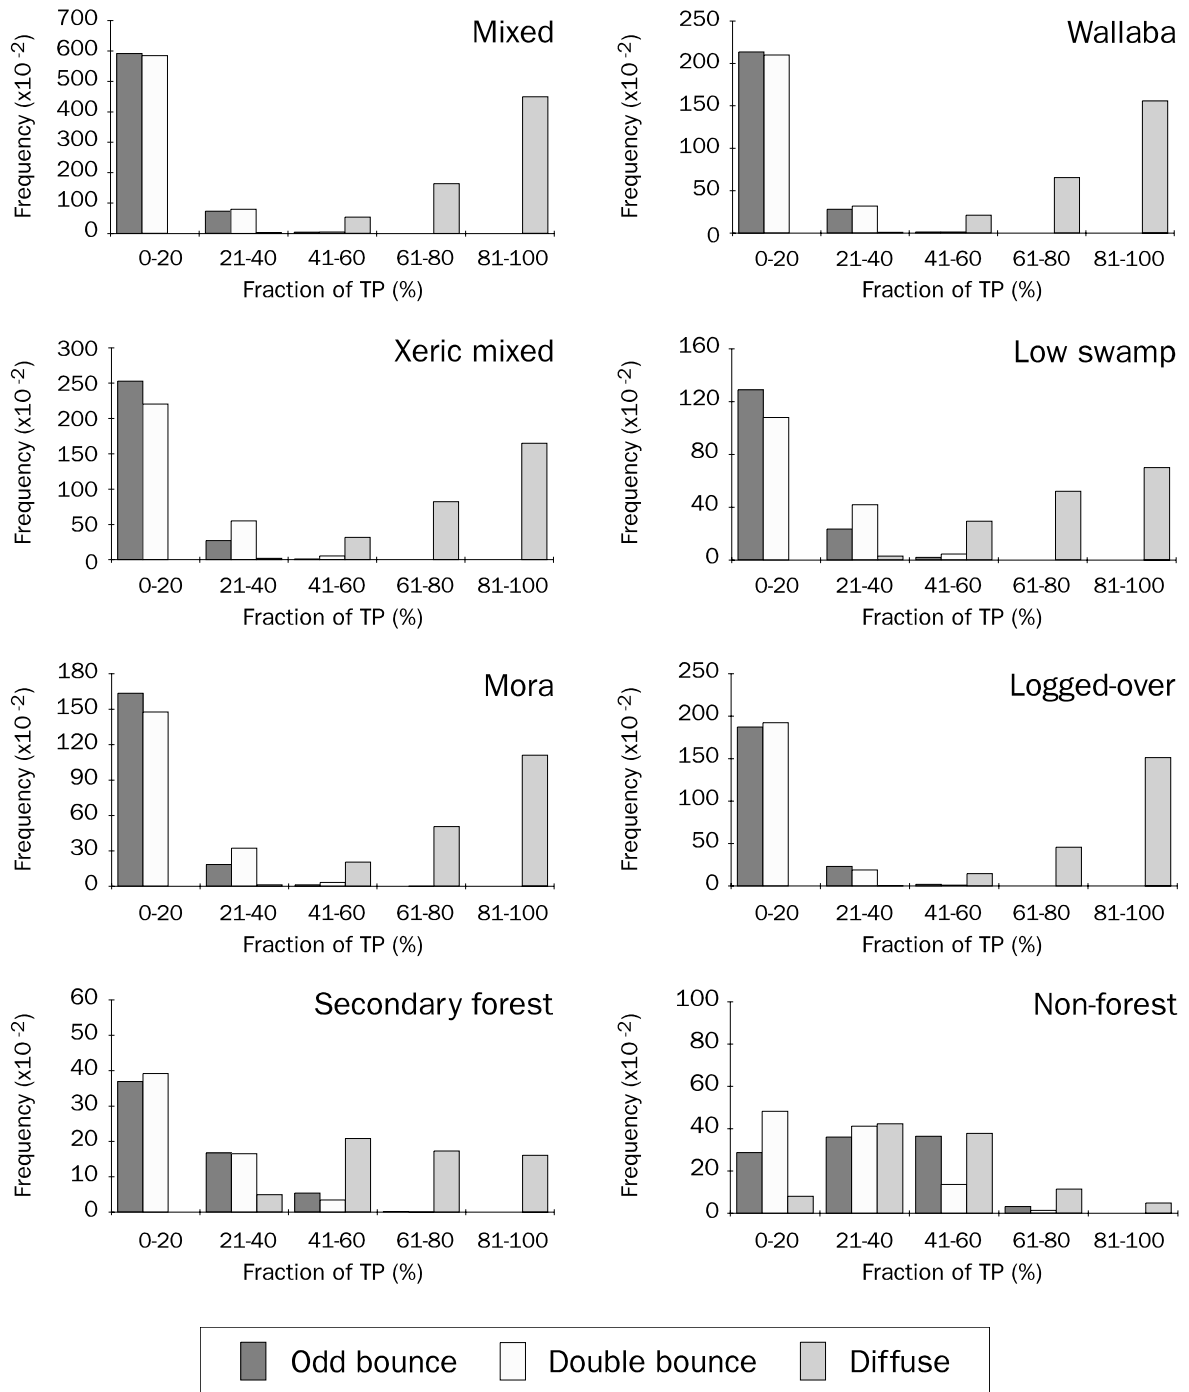 Mixed
Frequency (x10-2)
700
600
500
400
300
200
100
0
0-20 21-40 41-60 61-80 81-100
Fraction of TP (%)
Wallaba
Frequency (x10-2)
250
200
150
100
50
0
0-20 21-40 41-60 61-80 81-100
Fraction of TP (%)
Xeric mixed
Frequency (x10-2)
300
250
200
150
100
50
0
0-20 21-40 41-60 61-80 81-100
Fraction of TP (%)
Low swamp
Frequency (x10-2)
160
120
80
40
0
0-20 21-40 41-60 61-80 81-100
Fraction of TP (%)
Mora
Frequency (x10-2)
180
150
120
90
60
30
0
0-20 21-40 41-60 61-80 81-100
Fraction of TP (%)
Logged-over
Frequency (x10-2)
250
200
150
100
50
0
0-20 21-40 41-60 61-80 81-100
Fraction of TP (%)
Secondary forest
Frequency (x10-2)
60
50
40
30
20
10
0
0-20 21-40 41-60 61-80 81-100
Fraction of TP (%)
Non-forest
Frequency (x10-2)
100
80
60
40
20
0
0-20 21-40 41-60 61-80 81-100
Fraction of TP (%)
Odd bounce Double bounce Diffuse